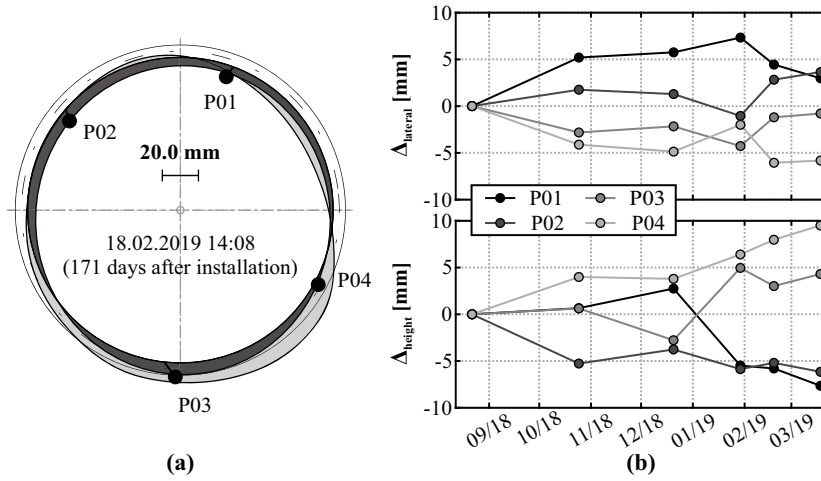 P01
P02
20.0 mm
18.02.2019 14:08
(171 days after installation)
P04
P03
(a)
10
5
0
-5
-10
Δlateral [mm]
P01
P03
P02
P04
10
5
0
-5
-10
Δheight [mm]
09/18
10/18
11/18
12/18
01/19
02/19
03/19
(b)